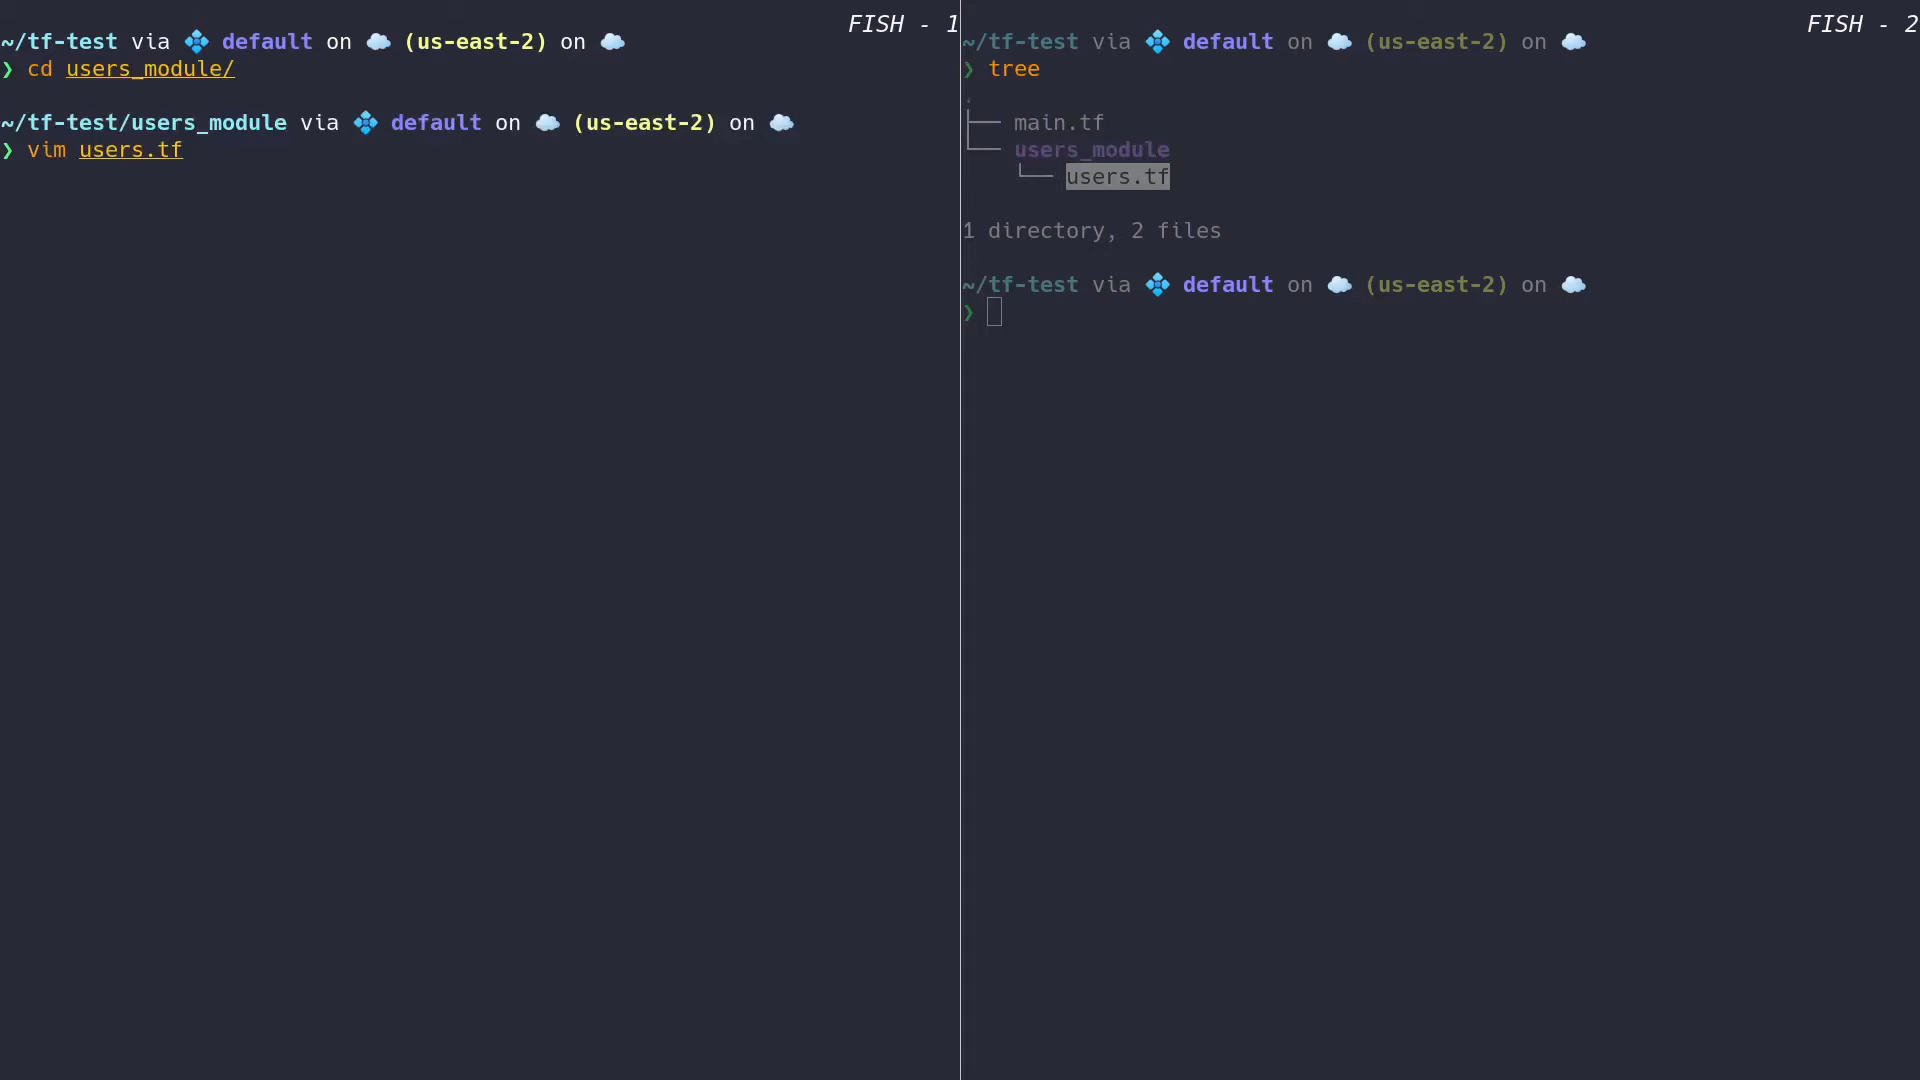 FISH - 1
~/tf-test via 💠 default on ☁️ (us-east-2) on ☁️
❯ cd users_module/
~/tf-test/users_module via 💠 default on ☁️ (us-east-2) on ☁️
❯ vim users.tf
FISH - 2
~/tf-test via 💠 default on ☁️ (us-east-2) on ☁️
❯ tree
.
├── main.tf
└── users_module
    └── users.tf
1 directory, 2 files
~/tf-test via 💠 default on ☁️ (us-east-2) on ☁️
❯